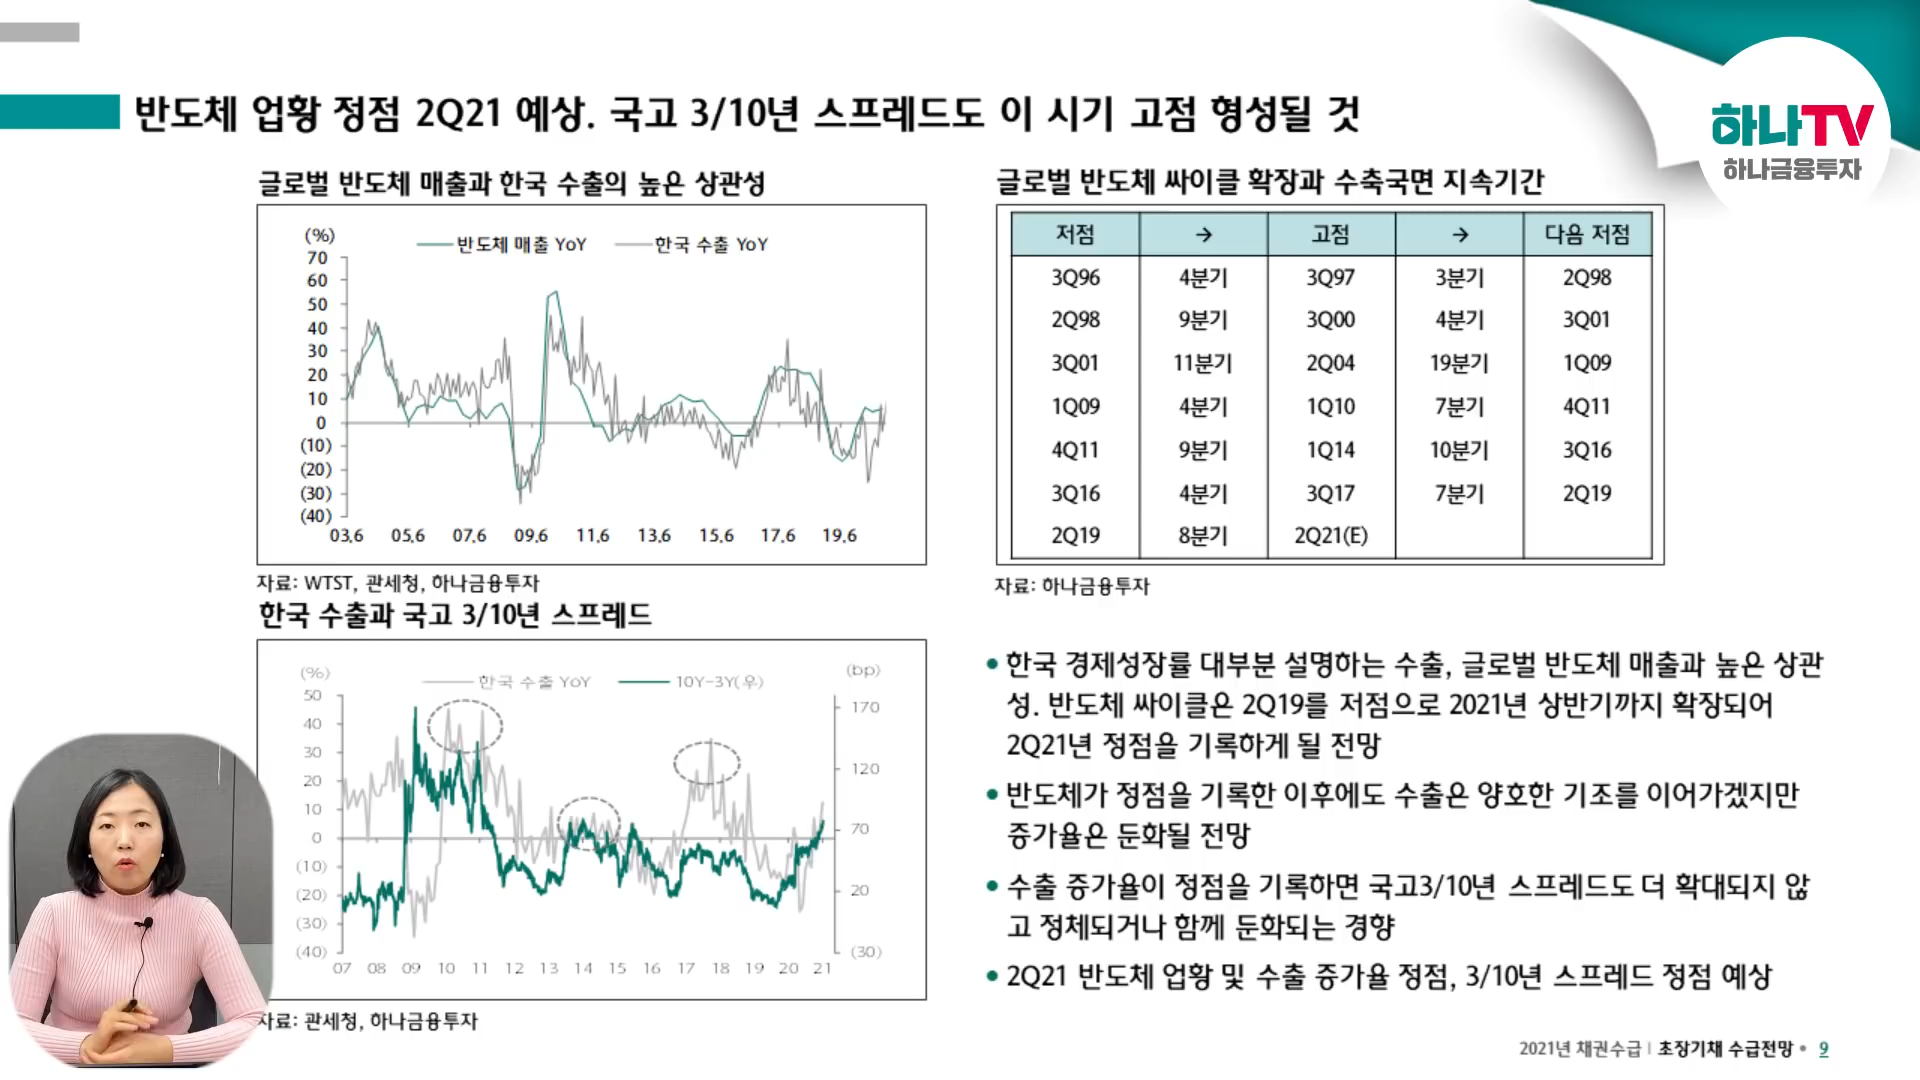 반도체 업황 정점 2Q21 예상. 국고 3/10년 스프레드도 이 시기 고점 형성될 것
하나TV
하나금융투자
글로벌 반도체 매출과 한국 수출의 높은 상관성
(%)
반도체 매출 YoY 한국 수출 YoY
70
60
50
40
30
20
10
0
(10)
(20)
(30)
(40)
03.6 05.6 07.6 09.6 11.6 13.6 15.6 17.6 19.6
자료: WTST, 관세청, 하나금융투자
글로벌 반도체 싸이클 확장과 수축국면 지속기간
저점 → 고점 → 다음 저점
3Q96 4분기 3Q97 3분기 2Q98
2Q98 9분기 3Q00 4분기 3Q01
3Q01 11분기 2Q04 19분기 1Q09
1Q09 4분기 1Q10 7분기 4Q11
4Q11 9분기 1Q14 10분기 3Q16
3Q16 4분기 3Q17 7분기 2Q19
2Q19 8분기 2Q21(E)
자료: 하나금융투자
한국 수출과 국고 3/10년 스프레드
(%) (bp)
한국 수출 YoY 10Y-3Y(우)
50
40
30
20
10
0
(10)
(20)
(30)
(40)
170
120
70
20
(30)
07 08 09 10 11 12 13 14 15 16 17 18 19 20 21
자료: 관세청, 하나금융투자
• 한국 경제성장률 대부분 설명하는 수출, 글로벌 반도체 매출과 높은 상관
성. 반도체 싸이클은 2Q19를 저점으로 2021년 상반기까지 확장되어
2Q21년 정점을 기록하게 될 전망
• 반도체가 정점을 기록한 이후에도 수출은 양호한 기조를 이어가겠지만
증가율은 둔화될 전망
• 수출 증가율이 정점을 기록하면 국고3/10년 스프레드도 더 확대되지 않
고 정체되거나 함께 둔화되는 경향
• 2Q21 반도체 업황 및 수출 증가율 정점, 3/10년 스프레드 정점 예상
2021년 채권수급 | 초장기채 수급전망 • 9